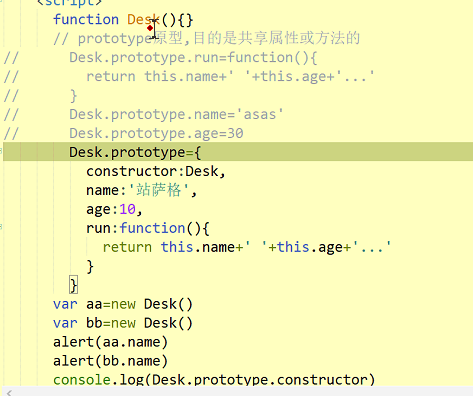 <script>
function Desk(){}
// prototype原型,目的是共享属性或方法的
// Desk.prototype.run=function(){
// return this.name+' '+this.age+'...'
// }
// Desk.prototype.name='asas'
// Desk.prototype.age=30
Desk.prototype={
constructor:Desk,
name:'站萨格',
age:10,
run:function(){
return this.name+' '+this.age+'...'
}
}
var aa=new Desk()
var bb=new Desk()
alert(aa.name)
alert(bb.name)
console.log(Desk.prototype.constructor)